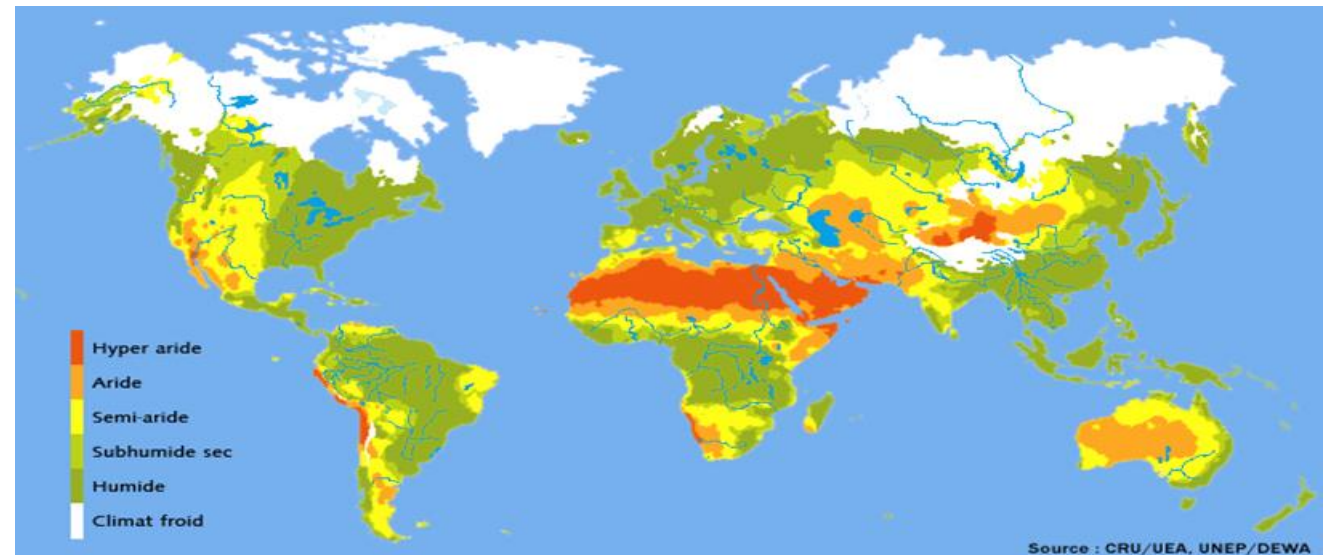 Hyper aride
Aride
Semi-aride
Subhumide sec
Humide
Climat froid
Source : CRU/UEA, UNEP/DEWA